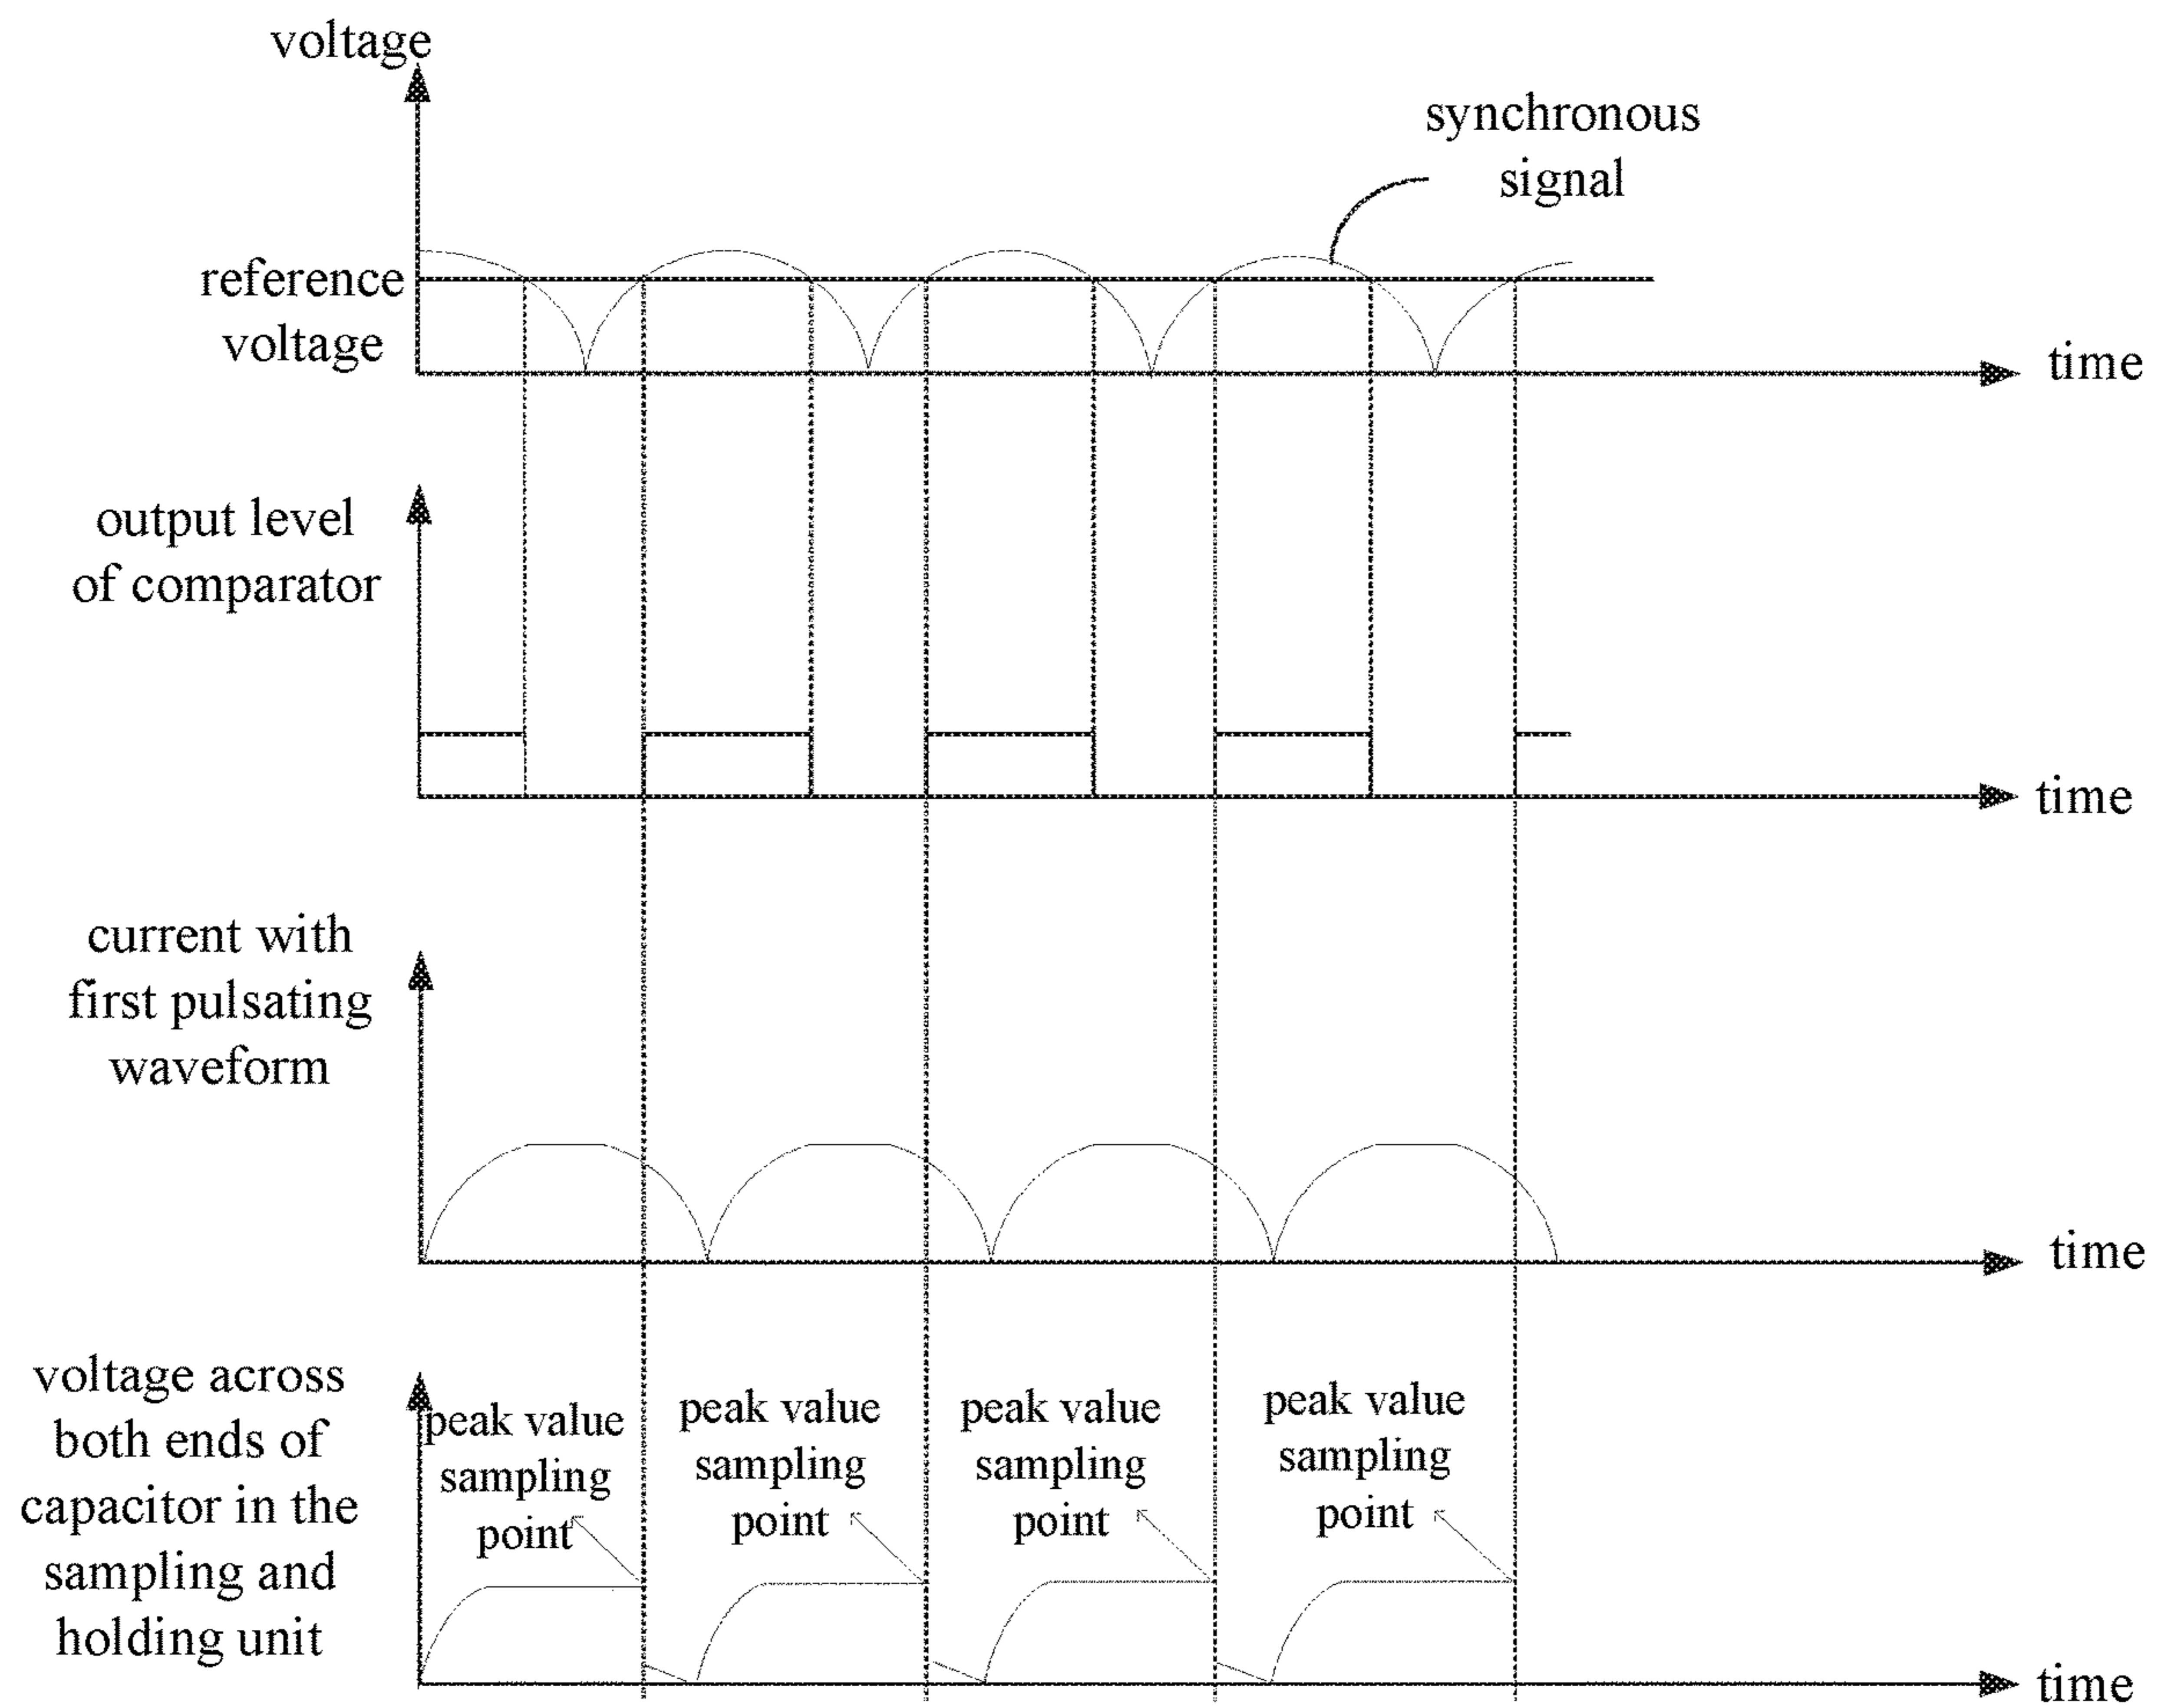 voltage
synchronous
signal
reference
voltage
time
output level
of comparator
time
current with
first pulsating
waveform
time
voltage across
both ends of
capacitor in the
sampling and
holding unit
peak value
sampling
point
peak value
sampling
point
peak value
sampling
point
peak value
sampling
point
time